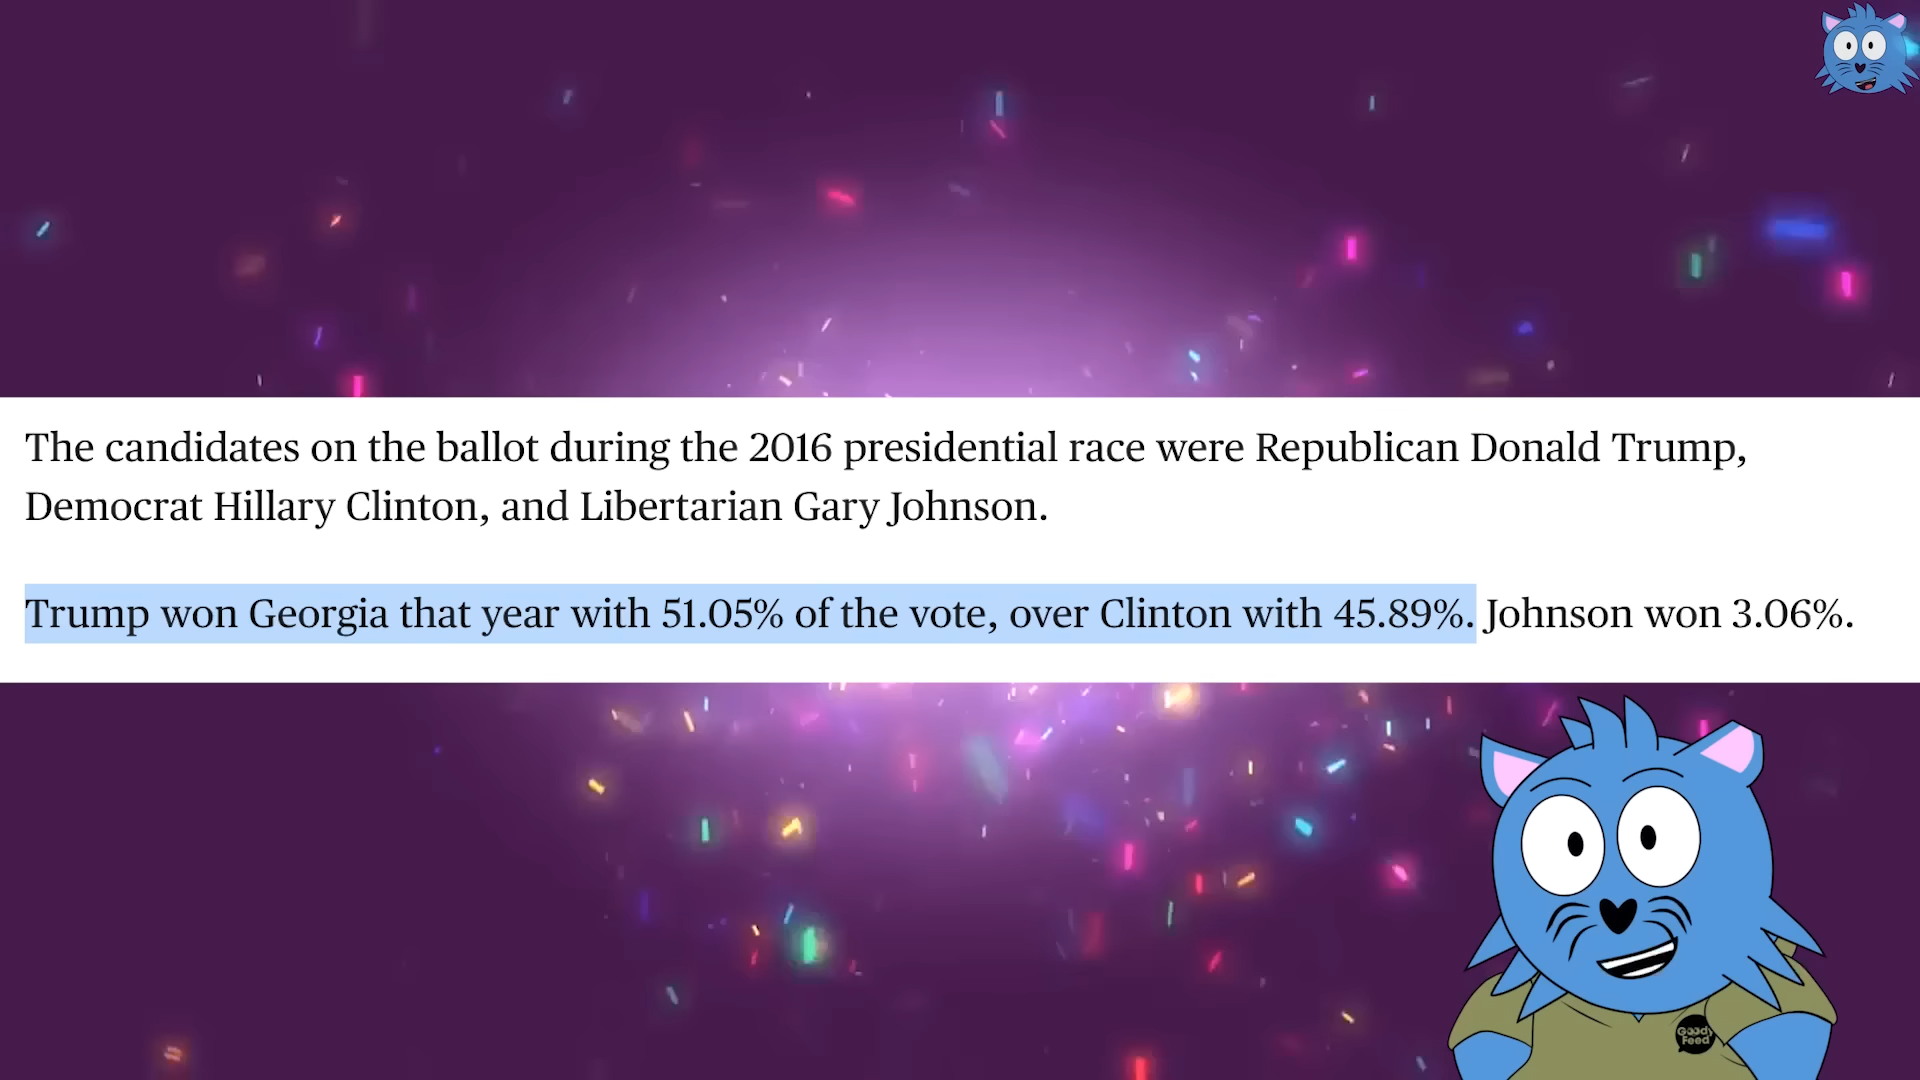 The candidates on the ballot during the 2016 presidential race were Republican Donald Trump,
Democrat Hillary Clinton, and Libertarian Gary Johnson.
Trump won Georgia that year with 51.05% of the vote, over Clinton with 45.89%. Johnson won 3.06%.
Goody
Feed